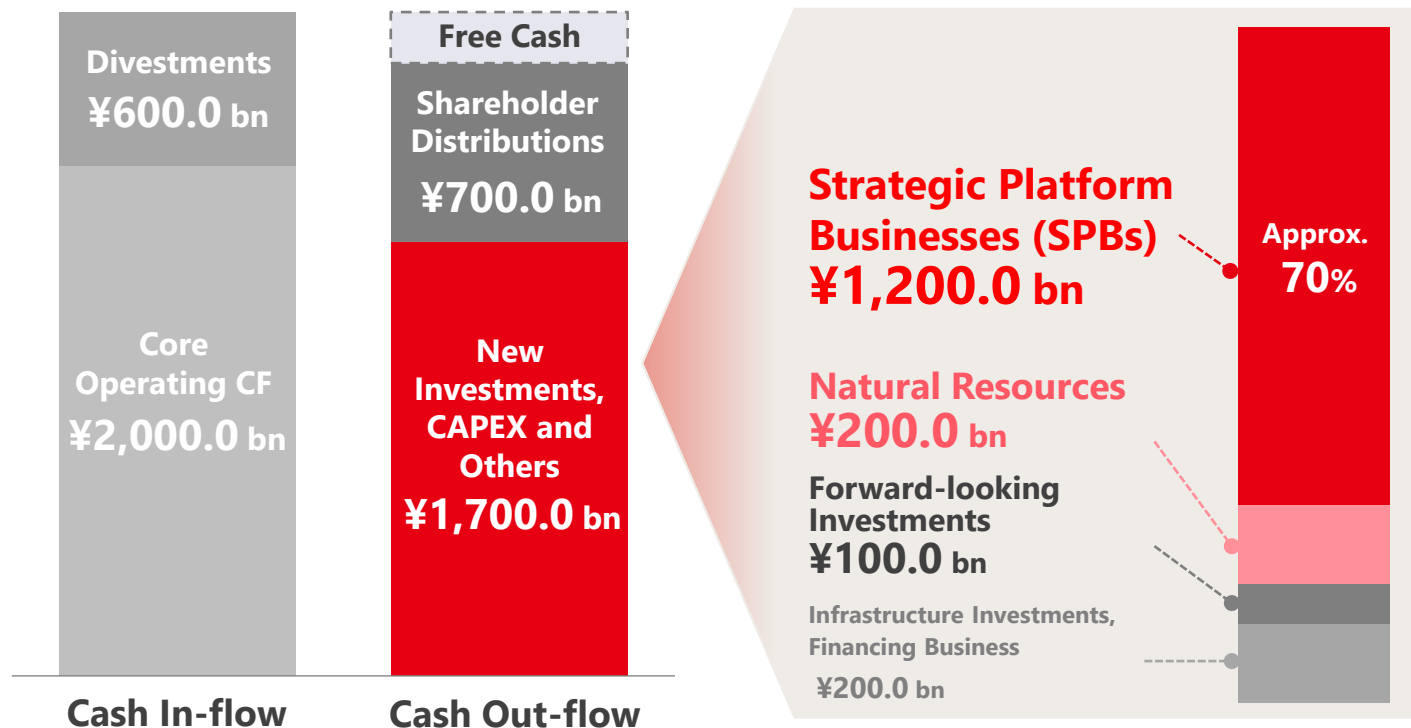 Divestments
¥600.0 bn
Core
Operating CF
¥2,000.0 bn
Cash In-flow
Free Cash
Shareholder
Distributions
¥700.0 bn
New
Investments,
CAPEX and
Others
¥1,700.0 bn
Cash Out-flow
Strategic Platform
Businesses (SPBs)
¥1,200.0 bn
Approx.
70%
Natural Resources
¥200.0 bn
Forward-looking
Investments
¥100.0 bn
Infrastructure Investments,
Financing Business
¥200.0 bn